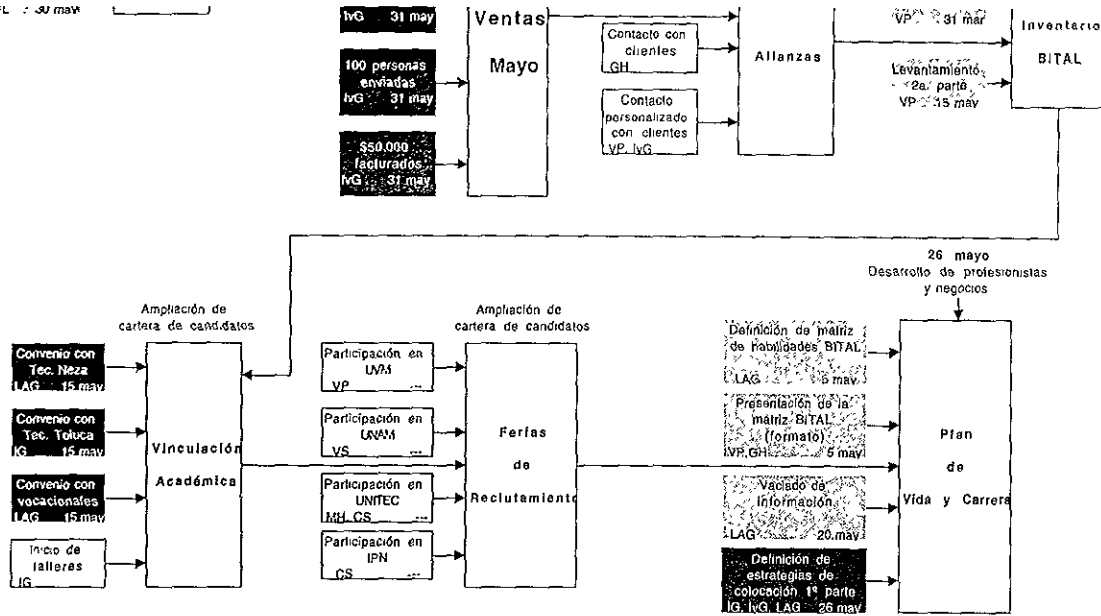 30 may
IvG 31 may
100 personas
enviadas
IvG 31 may
$50,000
facturados
IvG 31 may
Ventas
Mayo
Contacto con
clientes
GH
Contacto
personalizado
con clientes
VP, IvG
Alianzas
VP 31 mar
Levantamiento
2a. parte
VP 15 may
Inventario
BITAL
26 mayo
Desarrollo de profesionistas
y negocios
Ampliación de
cartera de candidatos
Convenio con
Tec. Neza
LAG 15 may
Convenio con
Tec. Toluca
IG 15 may
Convenio con
vocacionales
LAG 15 may
Inicio de
talleres
IG
Vinculación
Académica
Ampliación de
cartera de candidatos
Participación en
UVM
VP ---
Participación en
UNAM
VS ---
Participación en
UNITEC
MH, CS ---
Participación en
IPN
CS ---
Ferias
de
Reclutamiento
Definición de matriz
de habilidades BITAL
LAG 5 may
Presentación de la
matriz BITAL
(formato)
VP,GH 5 may
Vaciado de
información
LAG 20 may
Definición de
estrategias de
colocación 1ª parte
IG, IvG, LAG 26 may
Plan
de
Vida y Carrera